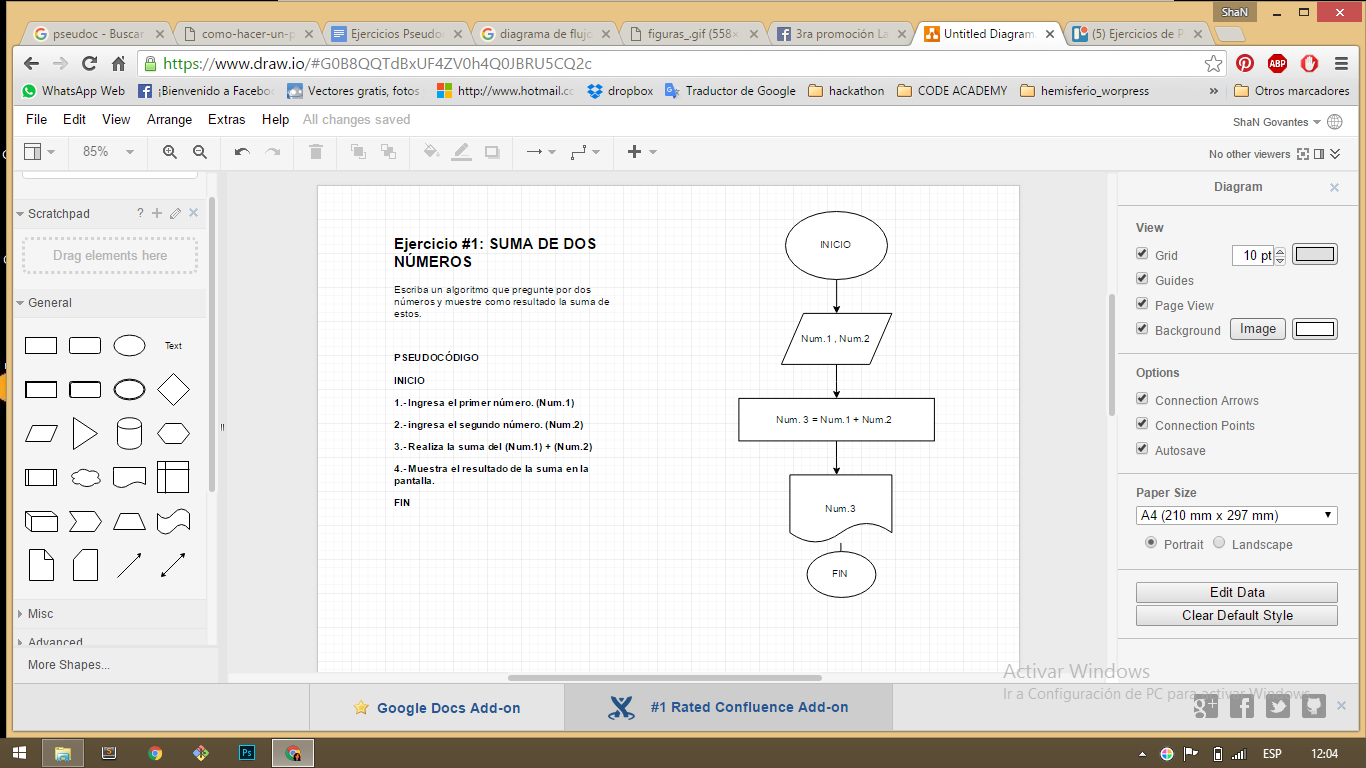 ShaN
pseudoc - Buscar
como-hacer-un-p
Ejercicios Pseudo
diagrama de flujo
figuras_.gif (558×
3ra promoción La
Untitled Diagram
(5) Ejercicios de P
https://www.draw.io/#G0B8QQTdBxUF4ZV0h4Q0JBRU5CQ2c
ABP
WhatsApp Web
¡Bienvenido a Facebo
Vectores gratis, fotos
http://www.hotmail.cc
dropbox
Traductor de Google
hackathon
CODE ACADEMY
hemisferio_worpress
»
Otros marcadores
File Edit View Arrange Extras Help All changes saved
ShaN Govantes
85%
No other viewers
Scratchpad
?
Drag elements here
General
Text
Misc
Advanced
More Shapes...
Ejercicio #1: SUMA DE DOS
NÚMEROS
Escriba un algoritmo que pregunte por dos
números y muestre como resultado la suma de
estos.
PSEUDOCÓDIGO
INICIO
1.- Ingresa el primer número. (Num.1)
2.- ingresa el segundo número. (Num.2)
3.- Realiza la suma del (Num.1) + (Num.2)
4.- Muestra el resultado de la suma en la
pantalla.
FIN
INICIO
Num.1 , Num.2
Num. 3 = Num.1 + Num.2
Num.3
FIN
Diagram
View
Grid
10 pt
Guides
Page View
Background
Image
Options
Connection Arrows
Connection Points
Autosave
Paper Size
A4 (210 mm x 297 mm)
Portrait
Landscape
Edit Data
Clear Default Style
Activar Windows
Ir a Configuración de PC para activar Windows.
Google Docs Add-on
#1 Rated Confluence Add-on
Ps
ESP
12:04